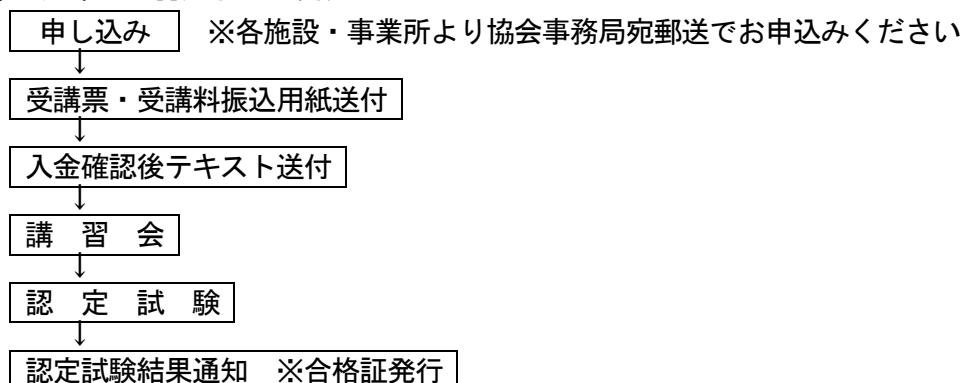 申し込み　※各施設・事業所より協会事務局宛郵送でお申込みください
↓
受講票・受講料振込用紙送付
↓
入金確認後テキスト送付
↓
講　習　会
↓
認　定　試　験
↓
認定試験結果通知　※合格証発行